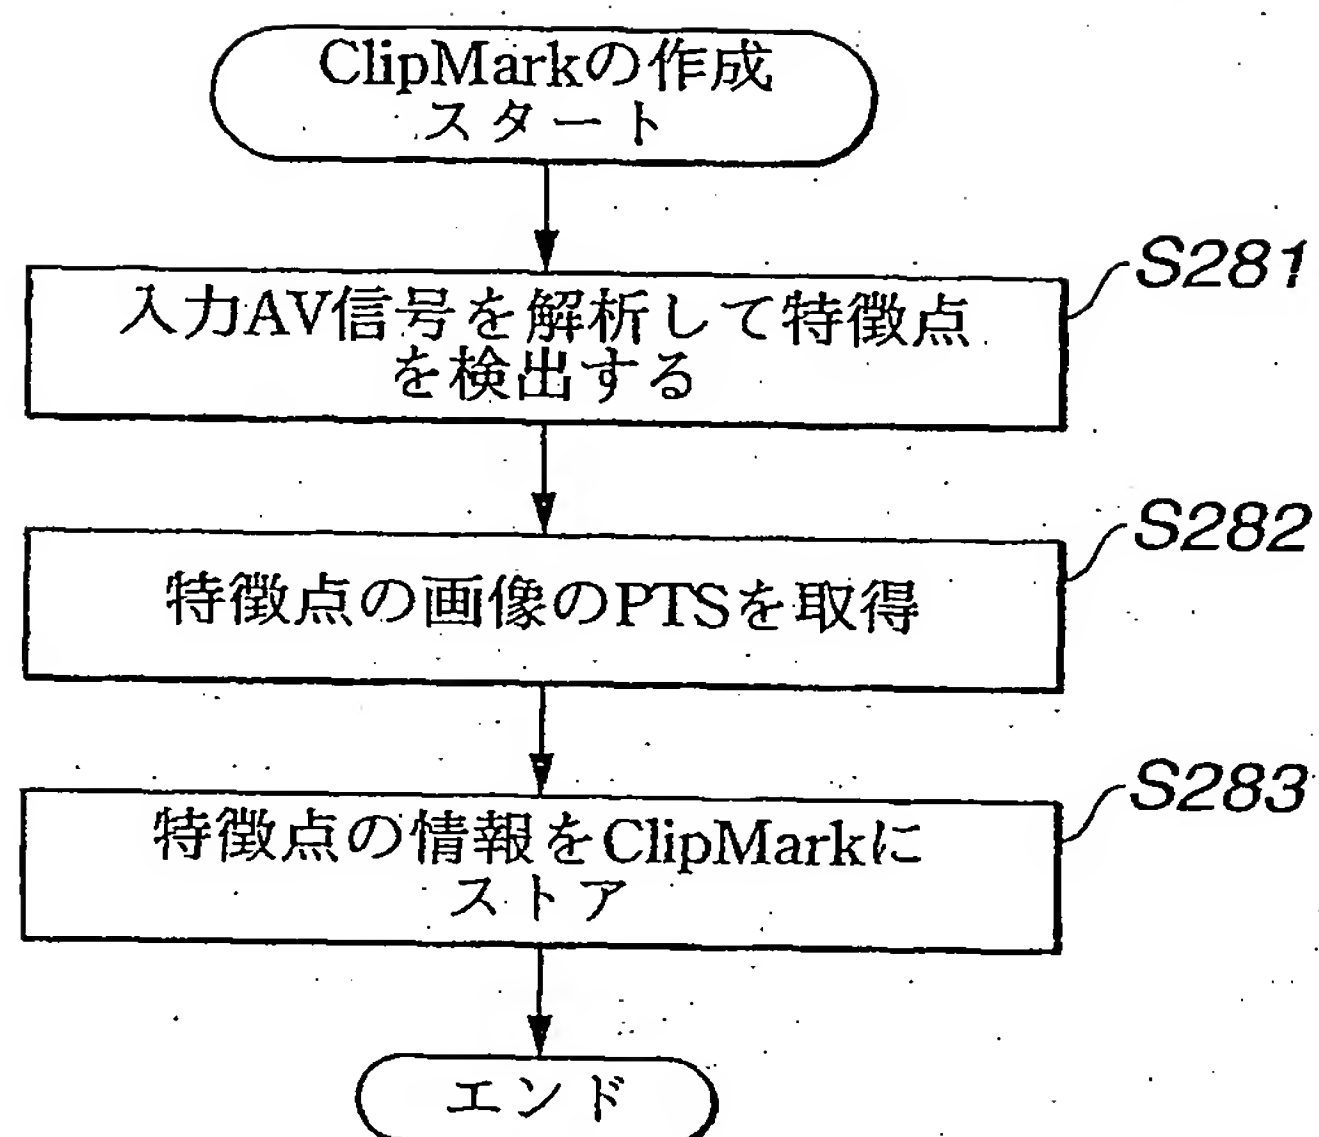 ClipMarkの作成
スタート
S281
入力AV信号を解析して特徴点
を検出する
S282
特徴点の画像のPTSを取得
S283
特徴点の情報をClipMarkに
ストア
エンド